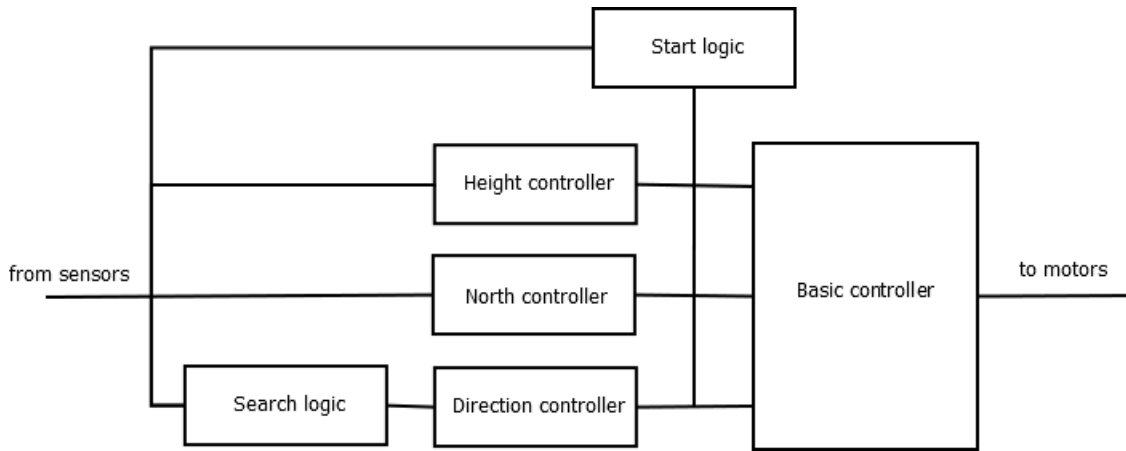 Start logic
Height controller
from sensors
North controller
Basic controller
to motors
Search logic
Direction controller